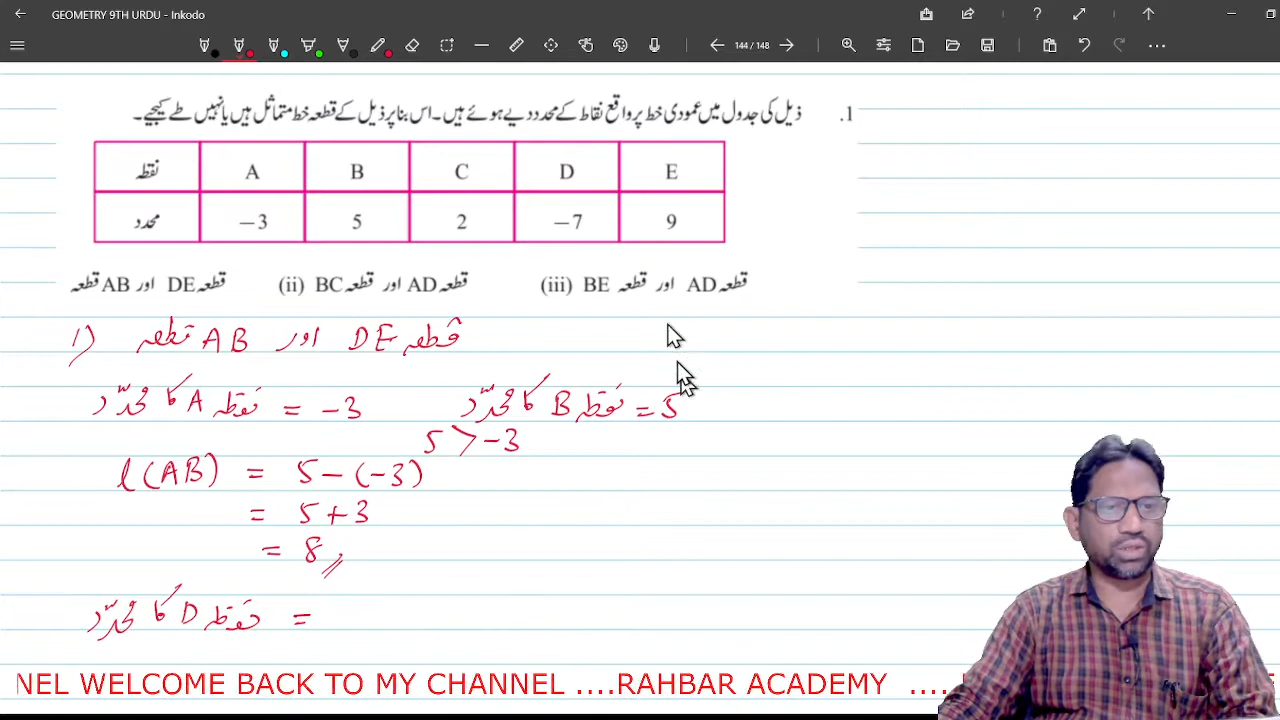 GEOMETRY 9TH URDU - Inkodo
144 / 148
1. ذیل کی جدول میں عمودی خط پر واقع نقاط کے محدد دیے ہوئے ہیں۔ اس بنا پر ذیل کے قطعہ خط متماثل ہیں یا نہیں طے کیجیے۔
نقطہ A B C D E
محدد −3 5 2 −7 9
قطعہ AB اور DE قطعہ (ii) BC قطعہ اور AD قطعہ (iii) BE قطعہ اور AD قطعہ
1) قطعہ AB اور DE قطعہ
نقطہ A کا محدّد = -3 نقطہ B کا محدّد = 5
5 > -3
l(AB) = 5 - (-3)
= 5 + 3
= 8
نقطہ D کا محدّد =
NEL WELCOME BACK TO MY CHANNEL ....RAHBAR ACADEMY ....